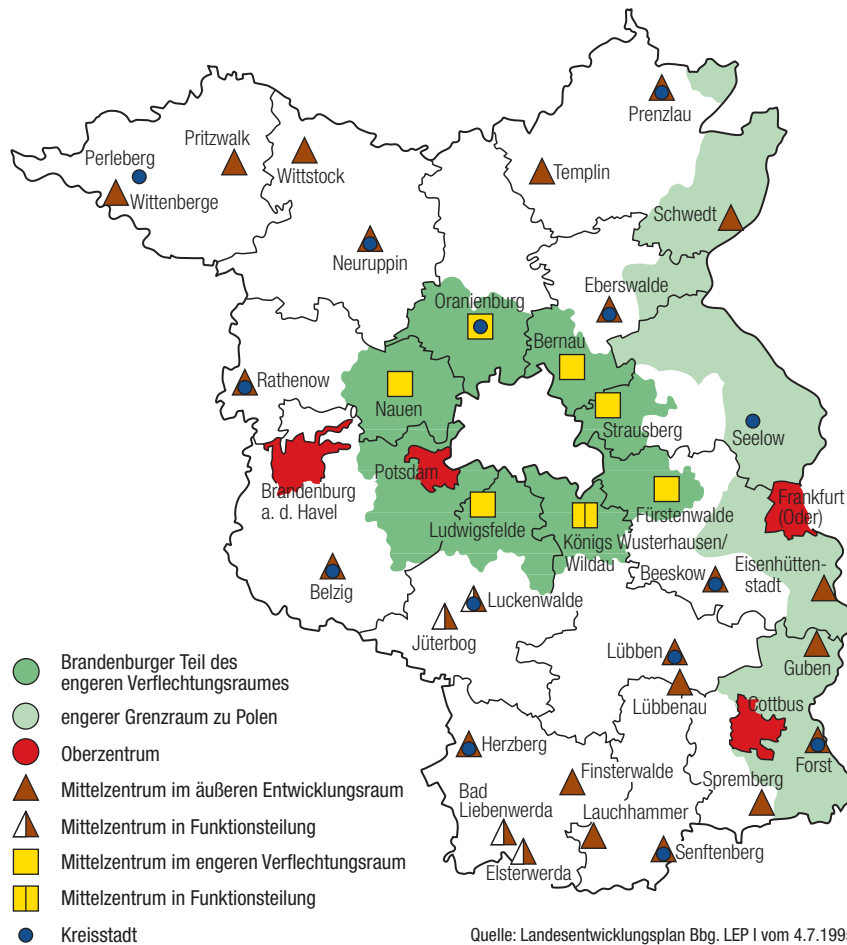 Prenzlau
Pritzwalk
Perleberg
Wittstock
Templin
Wittenberge
Schwedt
Neuruppin
Eberswalde
Oranienburg
Bernau
Rathenow
Nauen
Strausberg
Seelow
Potsdam
Brandenburg
a. d. Havel
Frankfurt
(Oder)
Ludwigsfelde
Fürstenwalde
Königs Wusterhausen/
Wildau
Beeskow
Eisenhütten-
stadt
Belzig
Luckenwalde
Jüterbog
Lübben
Guben
Lübbenau
Cottbus
Herzberg
Forst
Finsterwalde
Spremberg
Bad
Liebenwerda
Lauchhammer
Elsterwerda
Senftenberg
Brandenburger Teil des
engeren Verflechtungsraumes
engerer Grenzraum zu Polen
Oberzentrum
Mittelzentrum im äußeren Entwicklungsraum
Mittelzentrum in Funktionsteilung
Mittelzentrum im engeren Verflechtungsraum
Mittelzentrum in Funktionsteilung
Kreisstadt
Quelle: Landesentwicklungsplan Bbg. LEP I vom 4.7.199